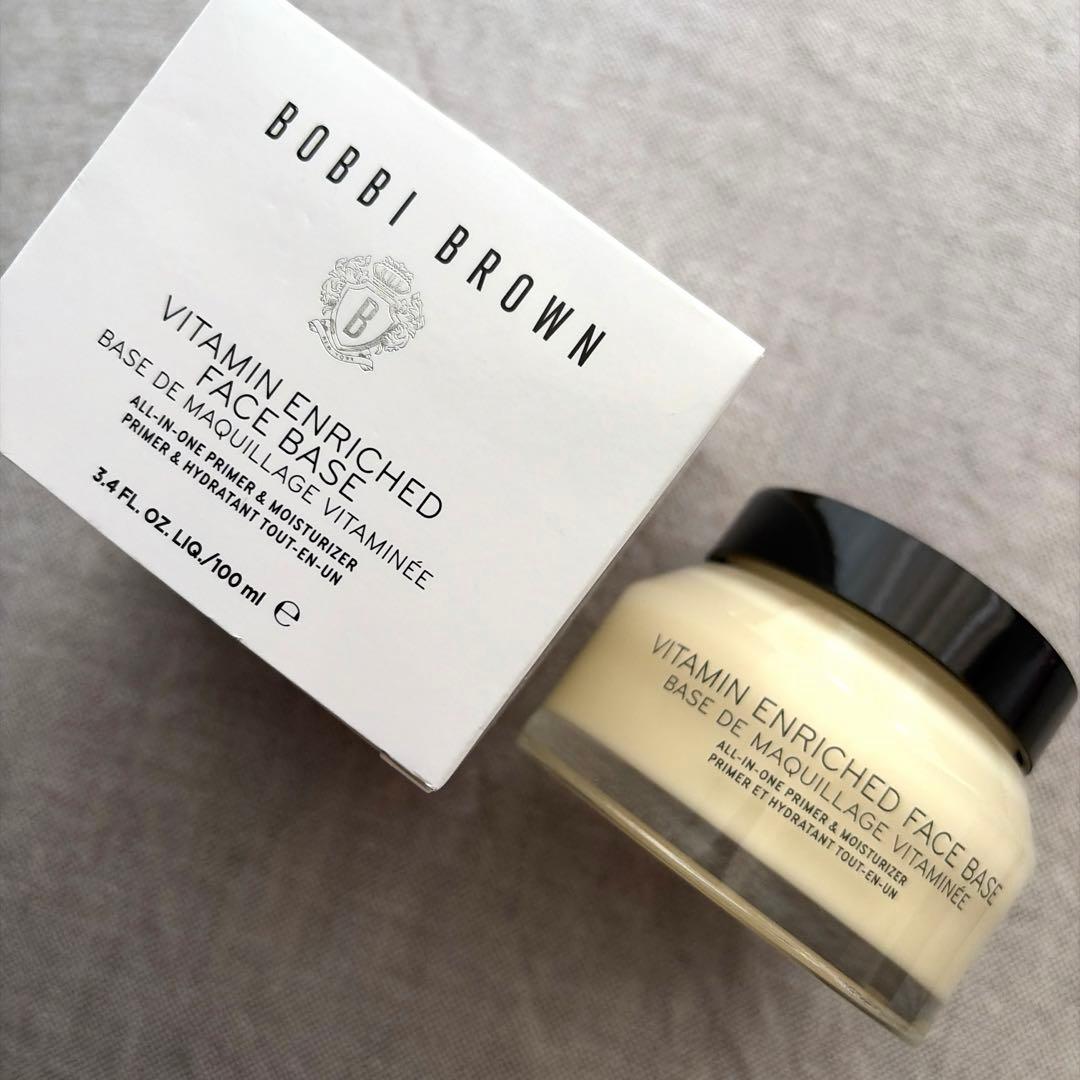 BOBBI BROWN
B
NEW YORK
VITAMIN ENRICHED
FACE BASE
BASE DE MAQUILLAGE VITAMINÉE
ALL-IN-ONE PRIMER & MOISTURIZER
PRIMER & HYDRATANT TOUT-EN-UN
3.4 FL. OZ. LIQ./100 ml ℮
VITAMIN ENRICHED FACE BASE
BASE DE MAQUILLAGE VITAMINÉE
ALL-IN-ONE PRIMER & MOISTURIZER
PRIMER ET HYDRATANT TOUT-EN-UN